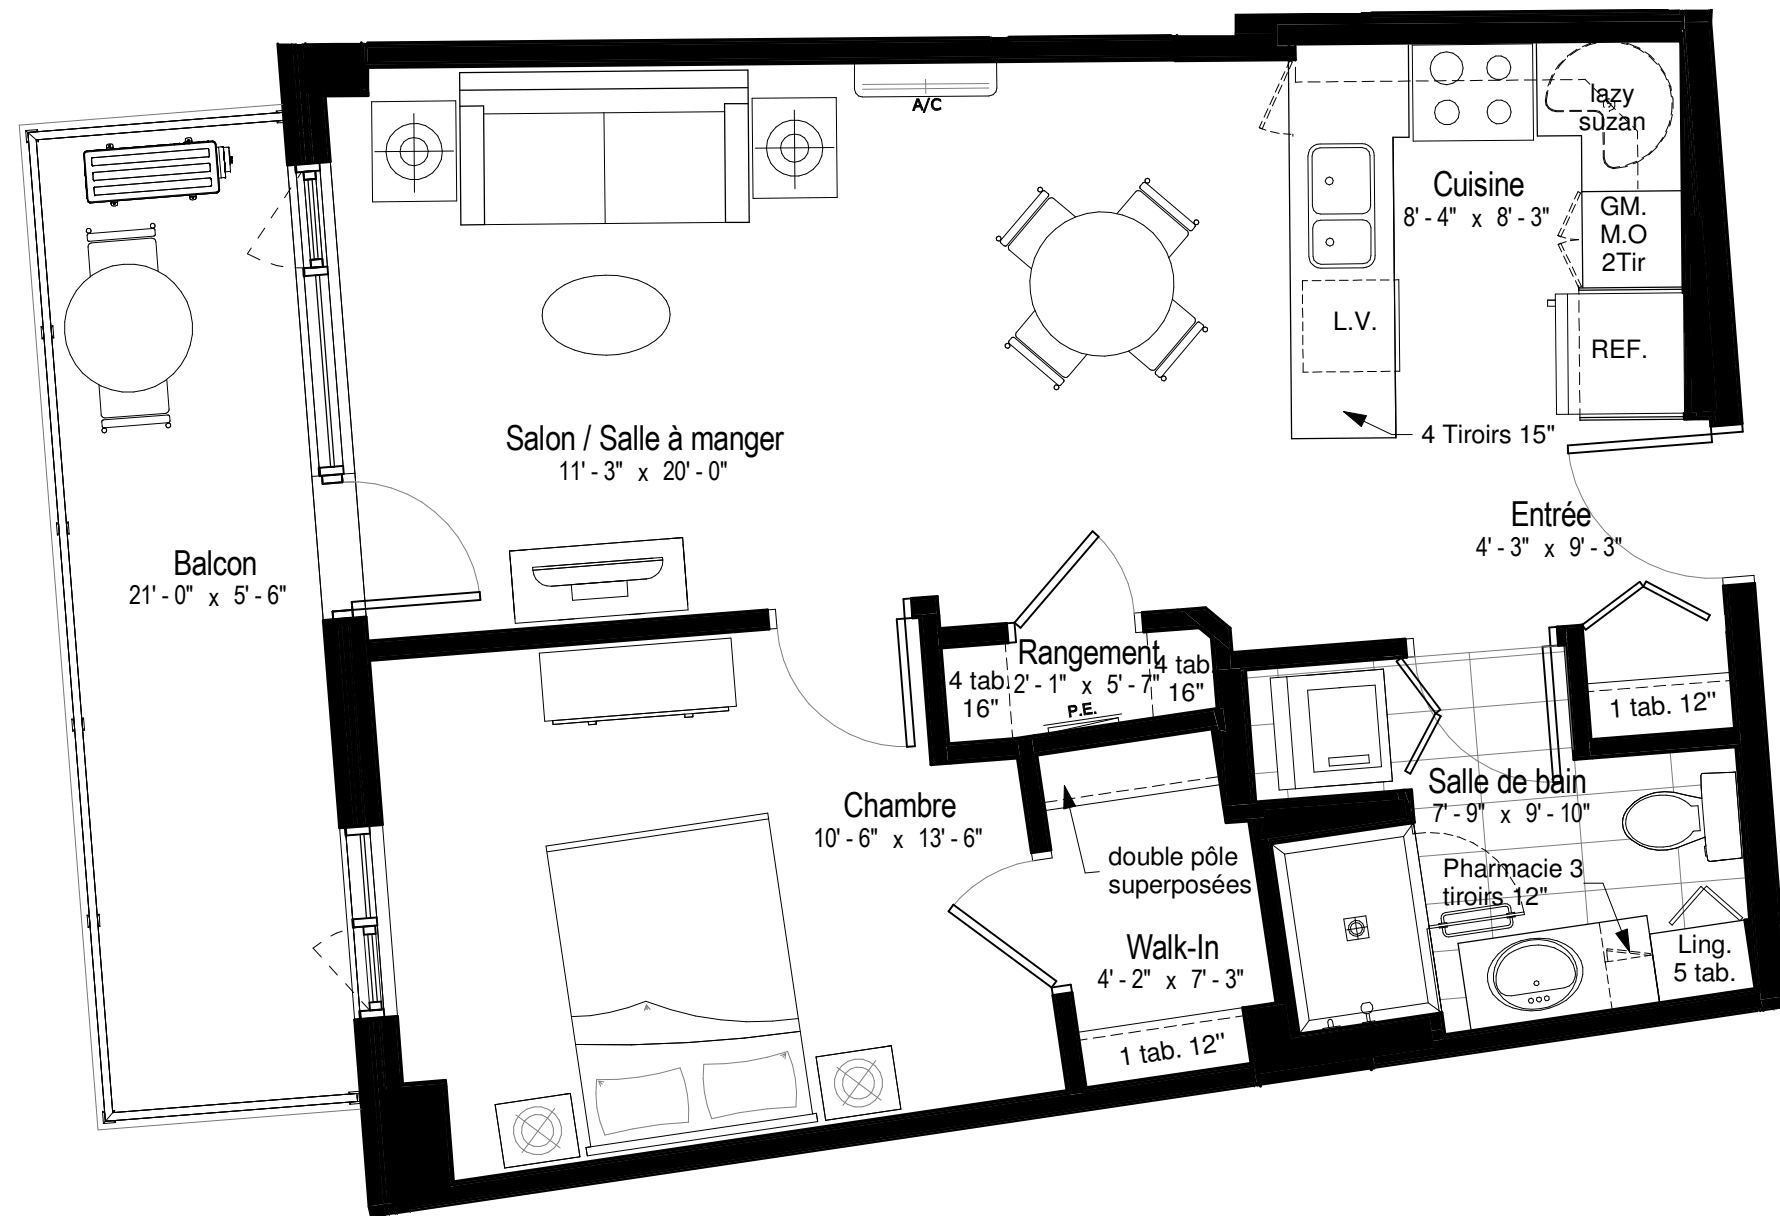 A/C
lazy
suzan
Cuisine
8' - 4" x 8' - 3"
GM.
M.O
2Tir
L.V.
REF.
4 Tiroirs 15"
Salon / Salle à manger
11' - 3" x 20' - 0"
Entrée
4' - 3" x 9' - 3"
Balcon
21' - 0" x 5' - 6"
Rangement
2' - 1" x 5' - 7"
4 tab.
16"
4 tab.
16"
P.E.
1 tab. 12"
Salle de bain
7' - 9" x 9' - 10"
Chambre
10' - 6" x 13' - 6"
double pôle
superposées
Pharmacie 3
tiroirs 12"
Walk-In
4' - 2" x 7' - 3"
Ling.
5 tab.
1 tab. 12"